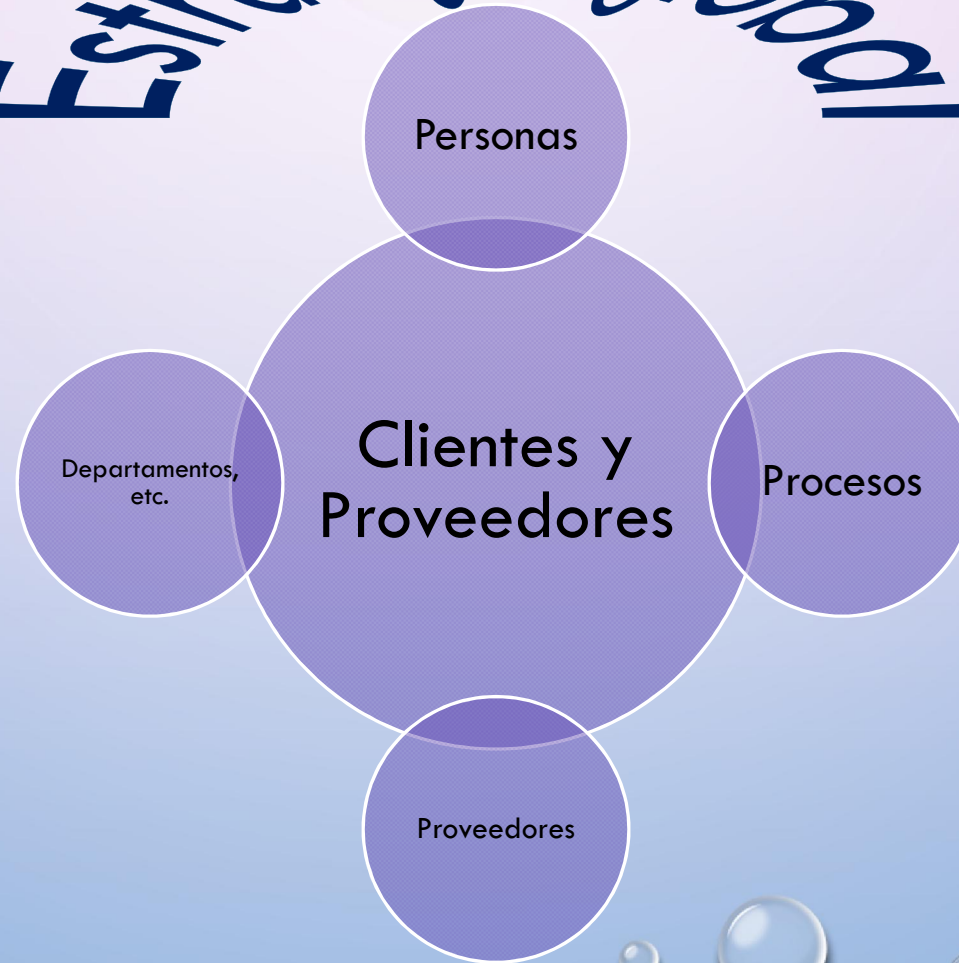 Personas
Clientes y
Proveedores
Departamentos,
etc.
Procesos
Proveedores